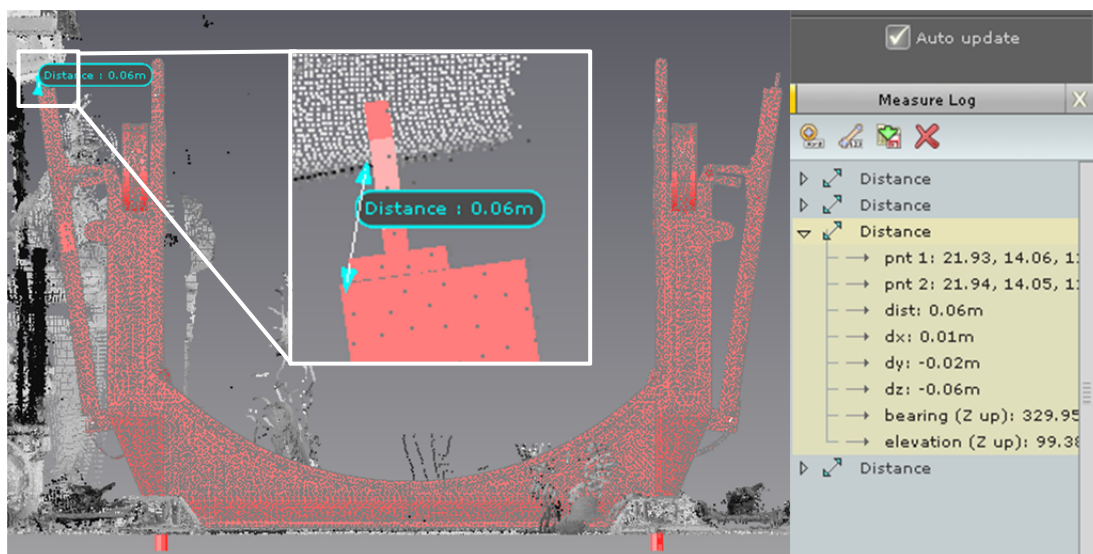 Auto update
Distance : 0.06m
Distance : 0.06m
Measure Log
Distance
Distance
Distance
pnt 1: 21.93, 14.06, 1
pnt 2: 21.94, 14.05, 1
dist: 0.06m
dx: 0.01m
dy: -0.02m
dz: -0.06m
bearing (Z up): 329.95
elevation (Z up): 99.38
Distance